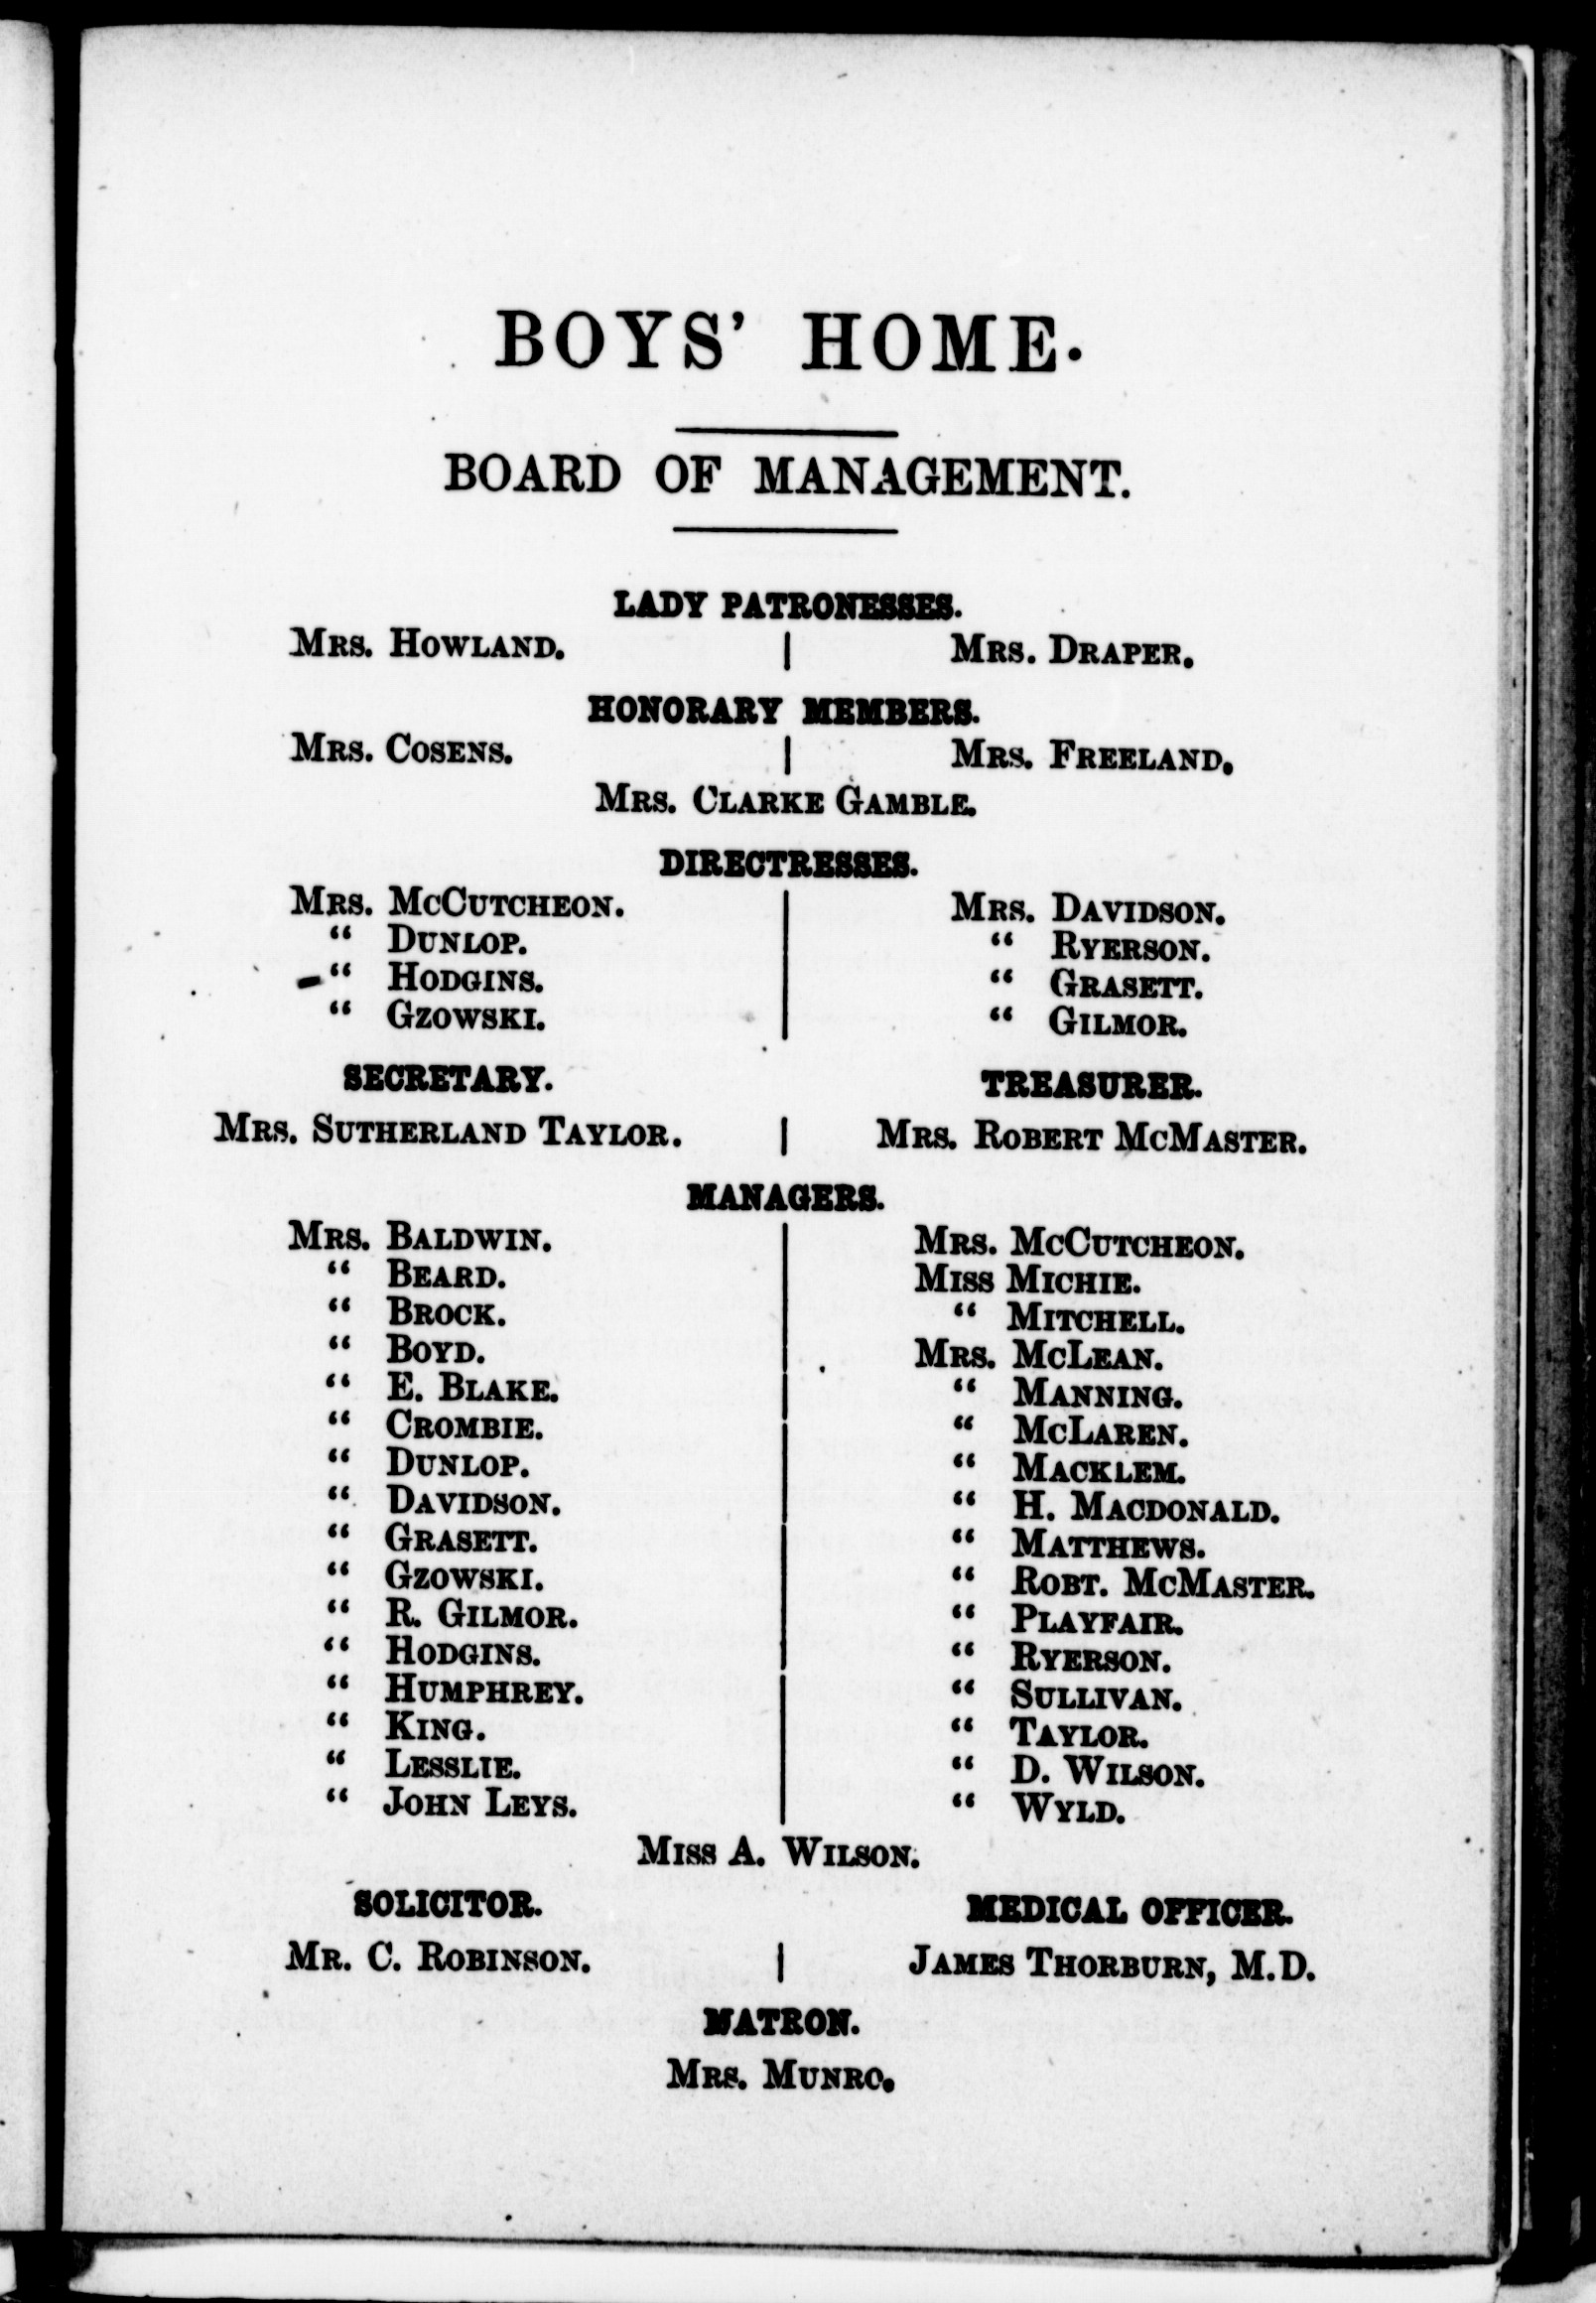 BOYS' HOME.
BOARD OF MANAGEMENT.
LADY PATRONESSES.
MRS. HOWLAND. | MRS. DRAPER.
HONORARY MEMBERS.
MRS. COSENS. | MRS. FREELAND.
MRS. CLARKE GAMBLE.
DIRECTRESSES.
MRS. MCCUTCHEON.
“ DUNLOP.
“ HODGINS.
“ GZOWSKI.
MRS. DAVIDSON.
“ RYERSON.
“ GRASETT.
“ GILMOR.
SECRETARY.
MRS. SUTHERLAND TAYLOR.
TREASURER.
MRS. ROBERT MCMASTER.
MANAGERS.
MRS. BALDWIN.
“ BEARD.
“ BROCK.
“ BOYD.
“ E. BLAKE.
“ CROMBIE.
“ DUNLOP.
“ DAVIDSON.
“ GRASETT.
“ GZOWSKI.
“ R. GILMOR.
“ HODGINS.
“ HUMPHREY.
“ KING.
“ LESSLIE.
“ JOHN LEYS.
MRS. MCCUTCHEON.
MISS MICHIE.
“ MITCHELL.
MRS. MCLEAN.
“ MANNING.
“ MCLAREN.
“ MACKLEM.
“ H. MACDONALD.
“ MATTHEWS.
“ ROBT. MCMASTER.
“ PLAYFAIR.
“ RYERSON.
“ SULLIVAN.
“ TAYLOR.
“ D. WILSON.
“ WYLD.
MISS A. WILSON.
SOLICITOR.
MR. C. ROBINSON.
MEDICAL OFFICER.
JAMES THORBURN, M.D.
MATRON.
MRS. MUNRO.